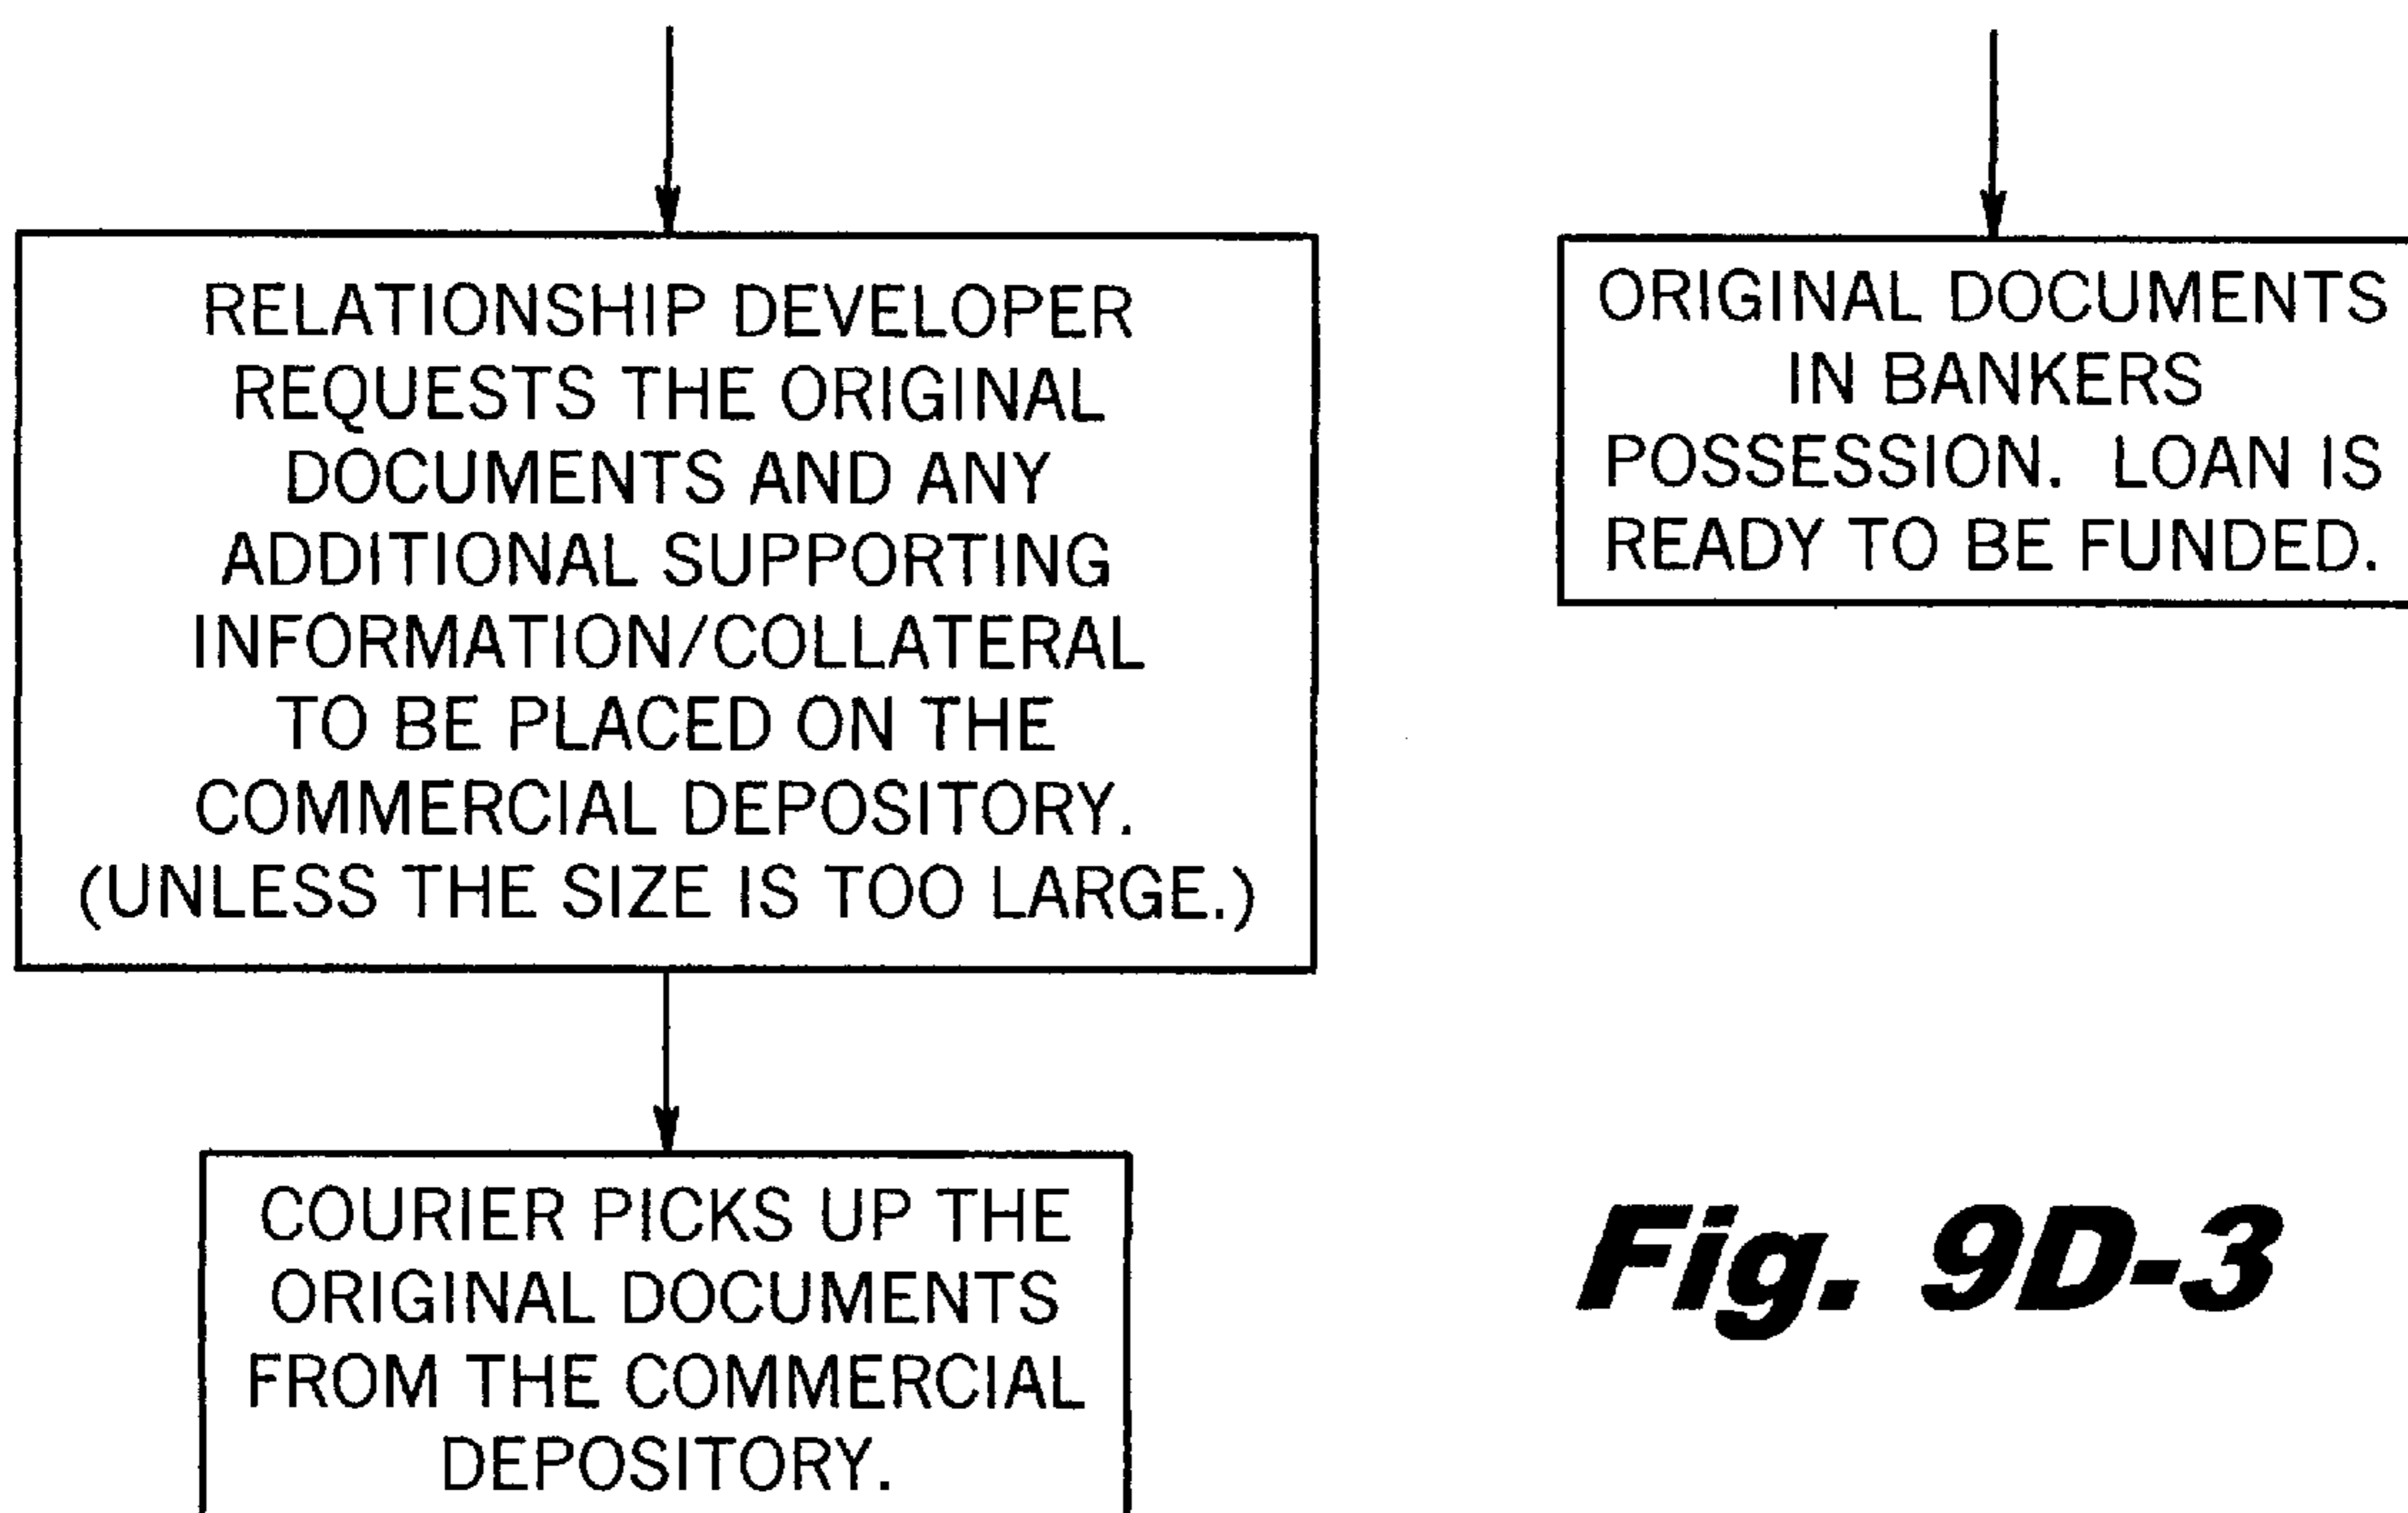 RELATIONSHIP DEVELOPER
REQUESTS THE ORIGINAL
DOCUMENTS AND ANY
ADDITIONAL SUPPORTING
INFORMATION/COLLATERAL
TO BE PLACED ON THE
COMMERCIAL DEPOSITORY.
(UNLESS THE SIZE IS TOO LARGE.)
COURIER PICKS UP THE
ORIGINAL DOCUMENTS
FROM THE COMMERCIAL
DEPOSITORY.
ORIGINAL DOCUMENTS
IN BANKERS
POSSESSION. LOAN IS
READY TO BE FUNDED.
Fig. 9D-3